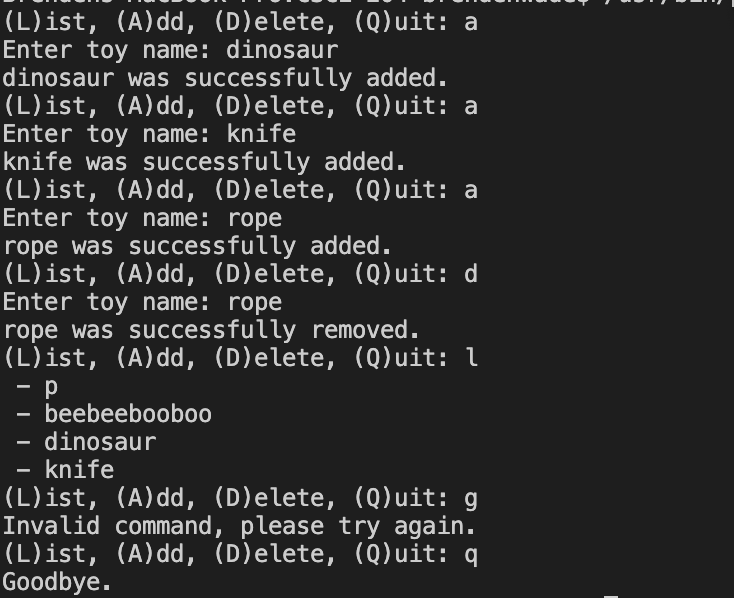 (L)ist, (A)dd, (D)elete, (Q)uit: a
Enter toy name: dinosaur
dinosaur was successfully added.
(L)ist, (A)dd, (D)elete, (Q)uit: a
Enter toy name: knife
knife was successfully added.
(L)ist, (A)dd, (D)elete, (Q)uit: a
Enter toy name: rope
rope was successfully added.
(L)ist, (A)dd, (D)elete, (Q)uit: d
Enter toy name: rope
rope was successfully removed.
(L)ist, (A)dd, (D)elete, (Q)uit: l
- p
- beebeebooboo
- dinosaur
- knife
(L)ist, (A)dd, (D)elete, (Q)uit: g
Invalid command, please try again.
(L)ist, (A)dd, (D)elete, (Q)uit: q
Goodbye.